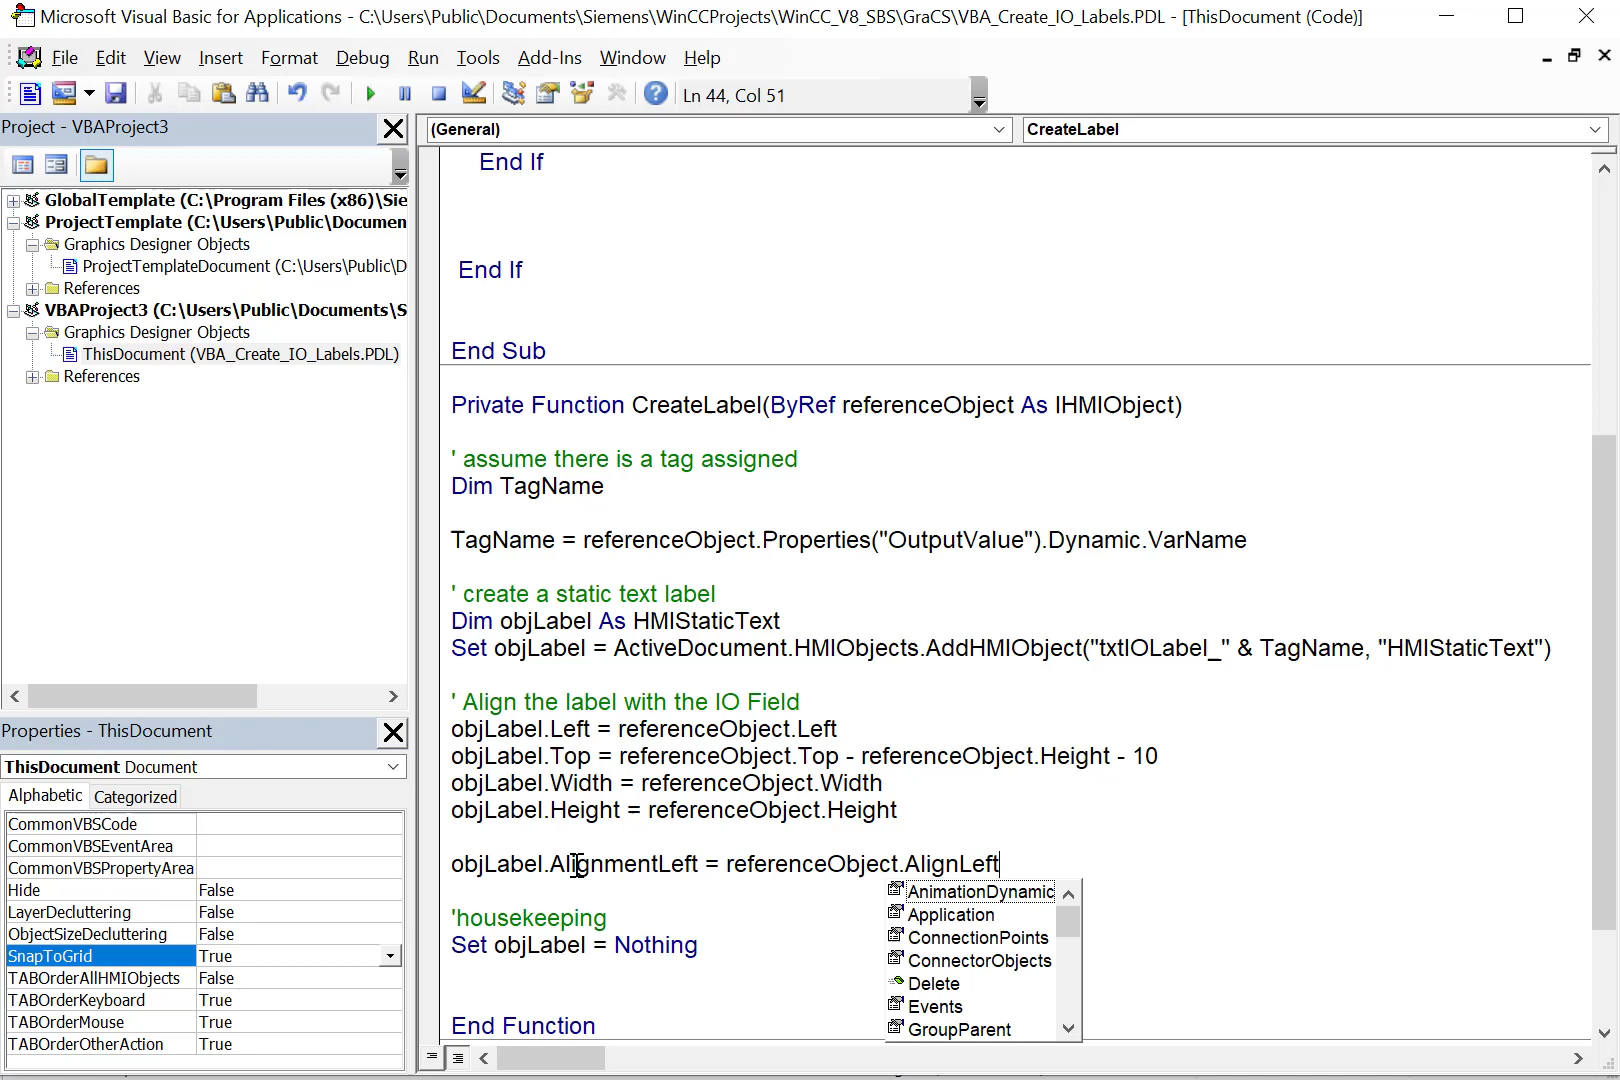 Microsoft Visual Basic for Applications - C:\Users\Public\Documents\Siemens\WinCCProjects\WinCC_V8_SBS\GraCS\VBA_Create_IO_Labels.PDL - [ThisDocument (Code)]
File Edit View Insert Format Debug Run Tools Add-Ins Window Help
Ln 44, Col 51
Project - VBAProject3
GlobalTemplate (C:\Program Files (x86)\Sie
ProjectTemplate (C:\Users\Public\Documen
Graphics Designer Objects
ProjectTemplateDocument (C:\Users\Public\D
References
VBAProject3 (C:\Users\Public\Documents\S
Graphics Designer Objects
ThisDocument (VBA_Create_IO_Labels.PDL)
References
Properties - ThisDocument
ThisDocument Document
Alphabetic Categorized
CommonVBSCode
CommonVBSEventArea
CommonVBSPropertyArea
Hide False
LayerDecluttering False
ObjectSizeDecluttering False
SnapToGrid True
TABOrderAllHMIObjects False
TABOrderKeyboard True
TABOrderMouse True
TABOrderOtherAction True
(General) CreateLabel
End If
End If
End Sub
Private Function CreateLabel(ByRef referenceObject As IHMIObject)
' assume there is a tag assigned
Dim TagName
TagName = referenceObject.Properties("OutputValue").Dynamic.VarName
' create a static text label
Dim objLabel As HMIStaticText
Set objLabel = ActiveDocument.HMIObjects.AddHMIObject("txtIOLabel_" & TagName, "HMIStaticText")
' Align the label with the IO Field
objLabel.Left = referenceObject.Left
objLabel.Top = referenceObject.Top - referenceObject.Height - 10
objLabel.Width = referenceObject.Width
objLabel.Height = referenceObject.Height
objLabel.AlignmentLeft = referenceObject.AlignLeft
AnimationDynamic
Application
ConnectionPoints
ConnectorObjects
Delete
Events
GroupParent
'housekeeping
Set objLabel = Nothing
End Function